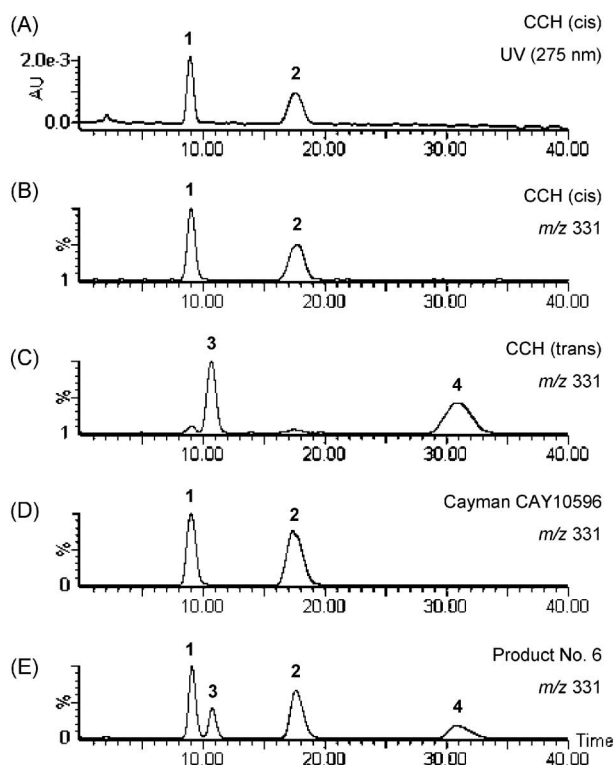 (A)
CCH (cis)
UV (275 nm)
1
2
2.0e-3
AU
0.0
10.00 20.00 30.00 40.00
(B)
CCH (cis)
m/z 331
1
2
%
1
10.00 20.00 30.00 40.00
(C)
CCH (trans)
m/z 331
3
4
%
1
10.00 20.00 30.00 40.00
(D)
Cayman CAY10596
m/z 331
1
2
%
0
10.00 20.00 30.00 40.00
(E)
Product No. 6
m/z 331
1
3
2
4
%
0
Time
10.00 20.00 30.00 40.00